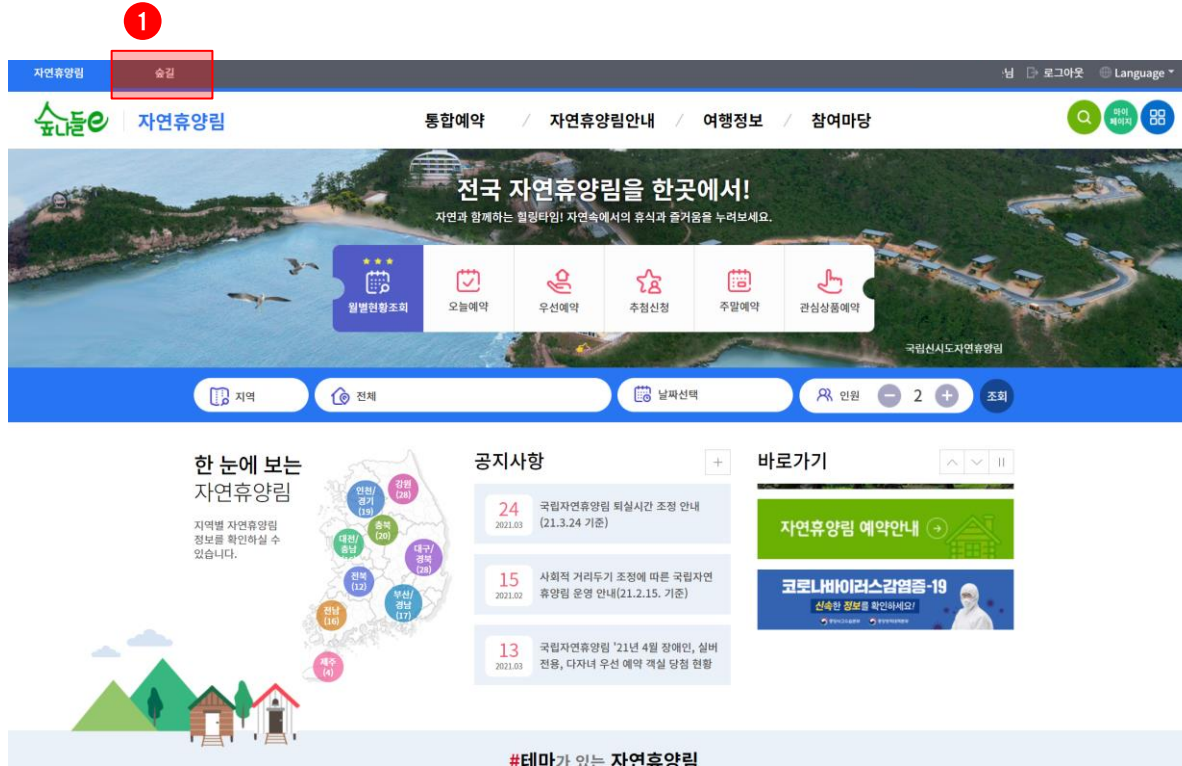 1
자연휴양림 숲길 님 로그아웃 Language
숲나들e 자연휴양림 통합예약 / 자연휴양림안내 / 여행정보 / 참여마당 마이
페이지
전국 자연휴양림을 한곳에서!
자연과 함께하는 힐링타임! 자연속에서의 휴식과 즐거움을 누려보세요.
월별현황조회 오늘예약 우선예약 추첨신청 주말예약 관심상품예약
국립신시도자연휴양림
지역 전체 날짜선택 인원 2 조회
한 눈에 보는
자연휴양림
지역별 자연휴양림
정보를 확인하실 수
있습니다.
강원
(28)
인천/
경기
(19)
충북
(20)
대전/
충남
대구/
경북
(28)
전북
(12)
부산/
경남
(17)
전남
(16)
제주
(4)
공지사항
24
2021.03
국립자연휴양림 퇴실시간 조정 안내
(21.3.24 기준)
15
2021.02
사회적 거리두기 조정에 따른 국립자연
휴양림 운영 안내(21.2.15. 기준)
13
2021.03
국립자연휴양림 '21년 4월 장애인, 실버
전용, 다자녀 우선 예약 객실 당첨 현황
바로가기
자연휴양림 예약안내
코로나바이러스감염증-19
신속한 정보를 확인하세요!
#테마가 있는 자연휴양림